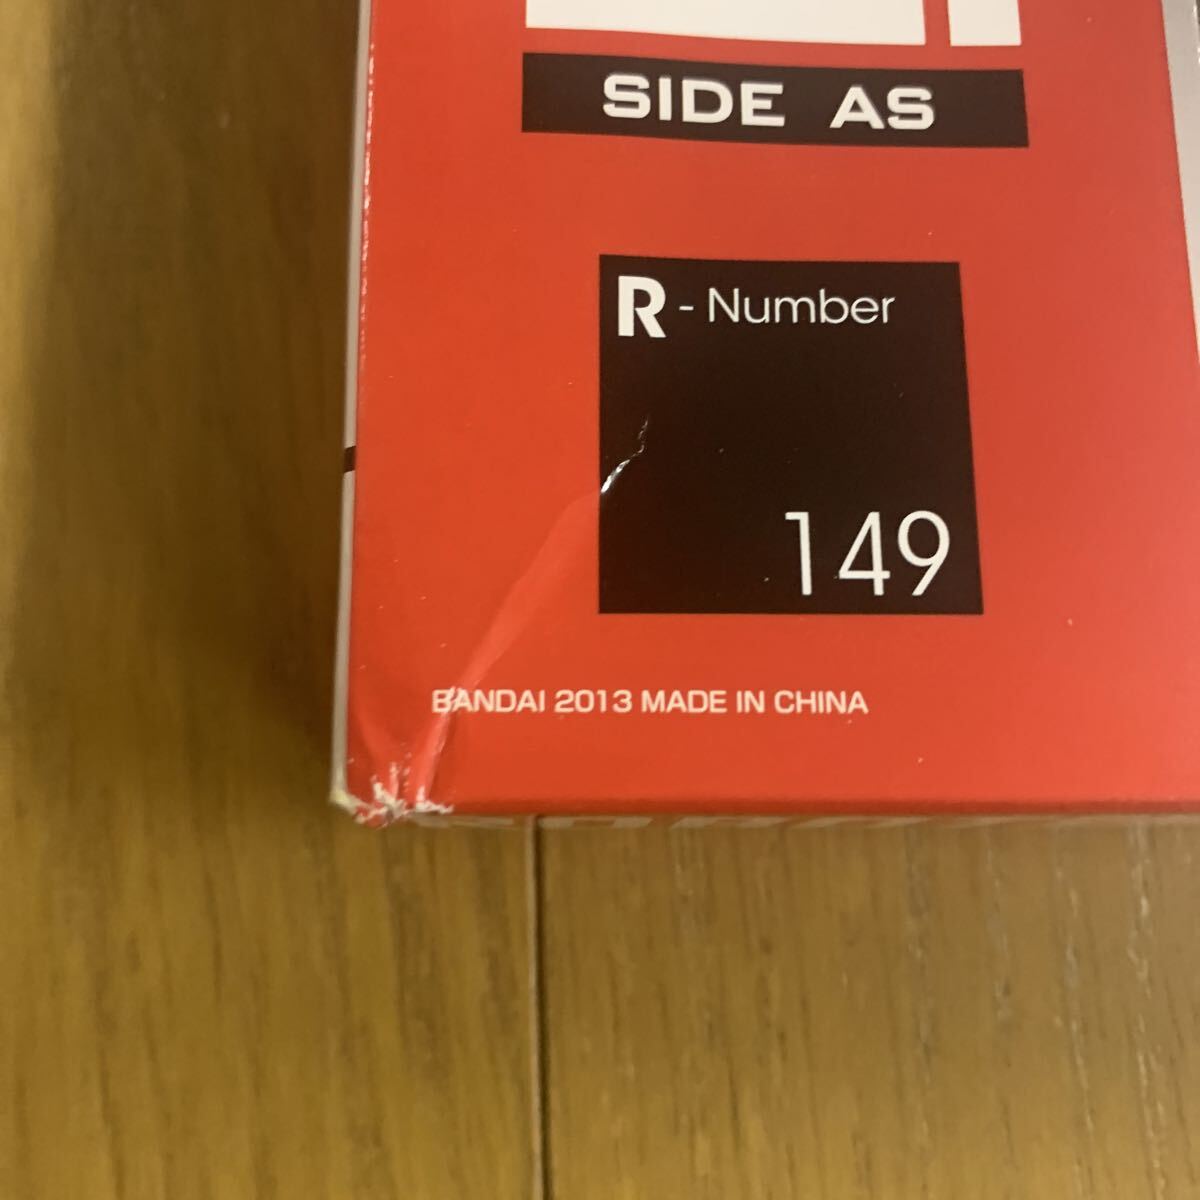 SIDE AS
R - Number
149
BANDAI 2013 MADE IN CHINA